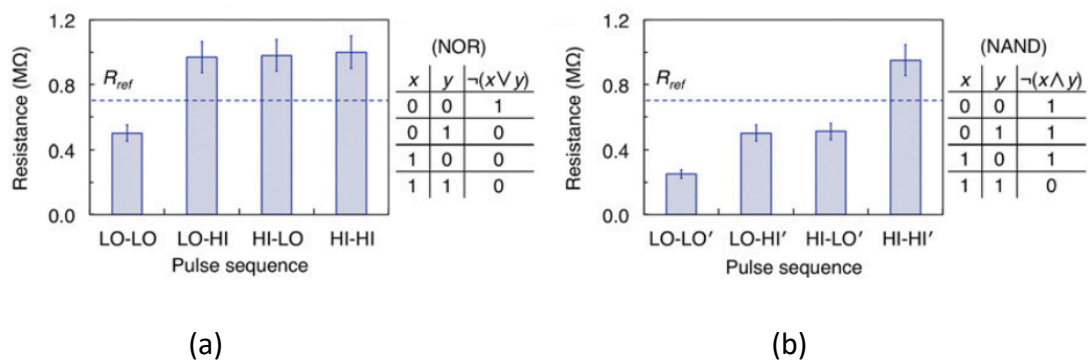 1.2
0.8
0.4
0.0
Resistance (MΩ)
R_ref
LO-LO LO-HI HI-LO HI-HI
Pulse sequence
(NOR)
x y ¬(x∨y)
0 0 1
0 1 0
1 0 0
1 1 0
(a)
1.2
0.8
0.4
0.0
Resistance (MΩ)
R_ref
LO-LO′ LO-HI′ HI-LO′ HI-HI′
Pulse sequence
(NAND)
x y ¬(x∧y)
0 0 1
0 1 1
1 0 1
1 1 0
(b)